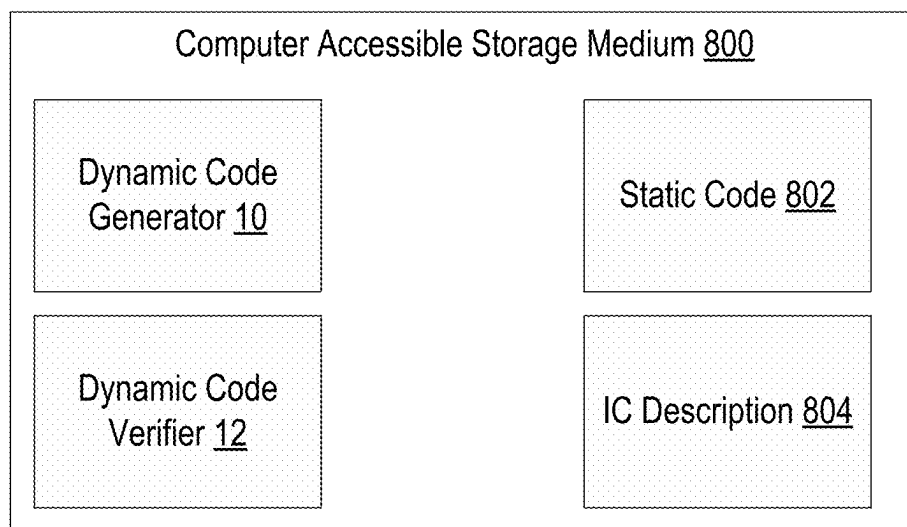 Computer Accessible Storage Medium 800
Dynamic Code
Generator 10
Static Code 802
Dynamic Code
Verifier 12
IC Description 804